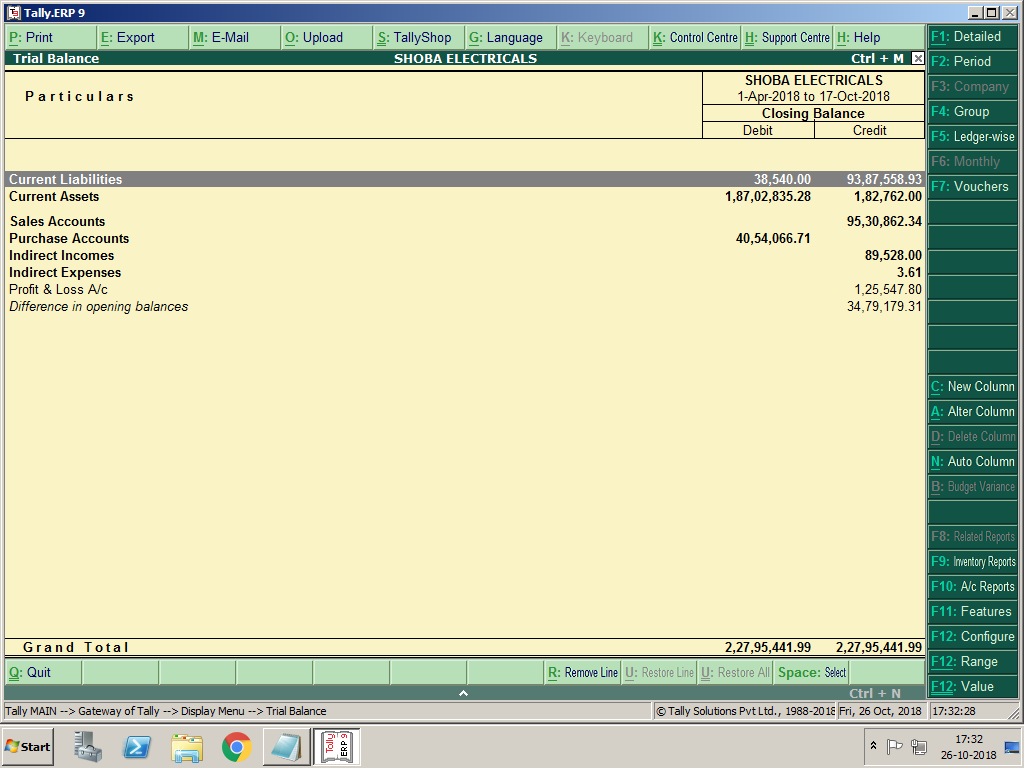 Tally.ERP 9
P: Print E: Export M: E-Mail O: Upload S: TallyShop G: Language K: Keyboard K: Control Centre H: Support Centre H: Help
Trial Balance SHOBA ELECTRICALS Ctrl + M
Particulars SHOBA ELECTRICALS
1-Apr-2018 to 17-Oct-2018
Closing Balance
Debit Credit
Current Liabilities 38,540.00 93,87,558.93
Current Assets 1,87,02,835.28 1,82,762.00
Sales Accounts 95,30,862.34
Purchase Accounts 40,54,066.71
Indirect Incomes 89,528.00
Indirect Expenses 3.61
Profit & Loss A/c 1,25,547.80
Difference in opening balances 34,79,179.31
Grand Total 2,27,95,441.99 2,27,95,441.99
F1: Detailed
F2: Period
F3: Company
F4: Group
F5: Ledger-wise
F6: Monthly
F7: Vouchers
C: New Column
A: Alter Column
D: Delete Column
N: Auto Column
B: Budget Variance
F8: Related Reports
F9: Inventory Reports
F10: A/c Reports
F11: Features
F12: Configure
F12: Range
F12: Value
Q: Quit R: Remove Line U: Restore Line U: Restore All Space: Select
Ctrl + N
Tally MAIN --> Gateway of Tally --> Display Menu --> Trial Balance © Tally Solutions Pvt Ltd., 1988-2018 Fri, 26 Oct, 2018 17:32:28
Start Tally ERP 9 17:32
26-10-2018